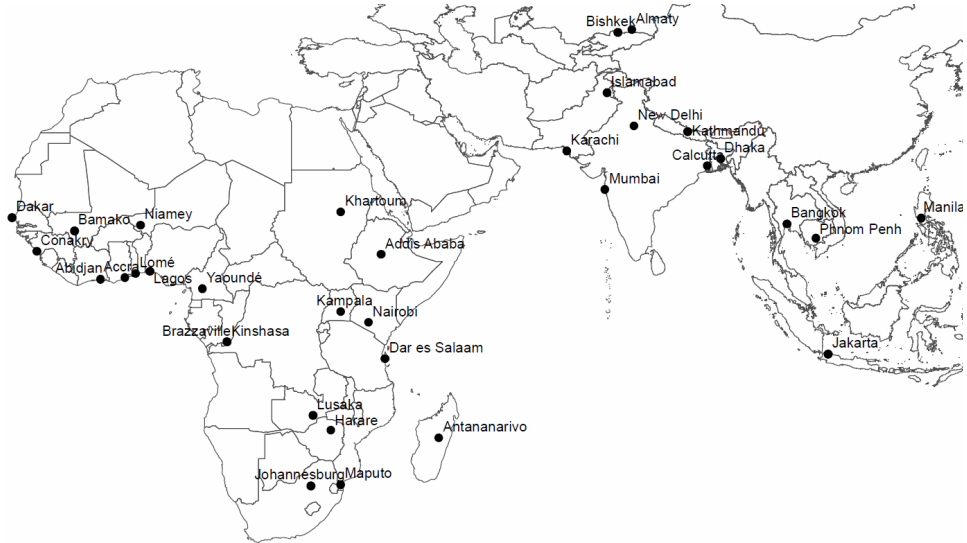 Bishkek
Almaty
Islamabad
New Delhi
Kathmandu
Karachi
Calcutta
Dhaka
Mumbai
Khartoum
Dakar
Bamako
Niamey
Manila
Bangkok
Phnom Penh
Conakry
Addis Ababa
Abidjan
Accra
Lomé
Lagos
Yaoundé
Kampala
Nairobi
Brazzaville
Kinshasa
Dar es Salaam
Jakarta
Lusaka
Harare
Antananarivo
Johannesburg
Maputo